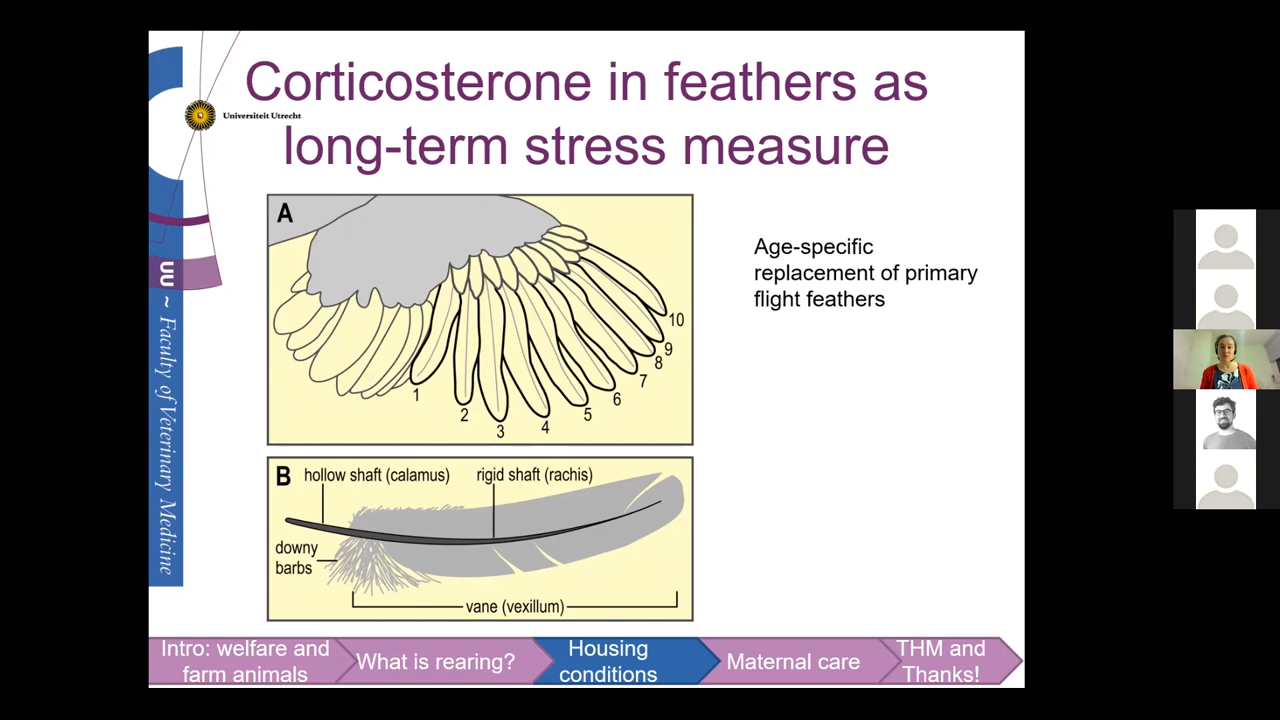 Corticosterone in feathers as
long-term stress measure
Universiteit Utrecht
~ Faculty of Veterinary Medicine
A
1
2
3
4
5
6
7
8
9
10
Age-specific
replacement of primary
flight feathers
B
hollow shaft (calamus)
rigid shaft (rachis)
downy
barbs
vane (vexillum)
Intro: welfare and
farm animals
What is rearing?
Housing
conditions
Maternal care
THM and
Thanks!